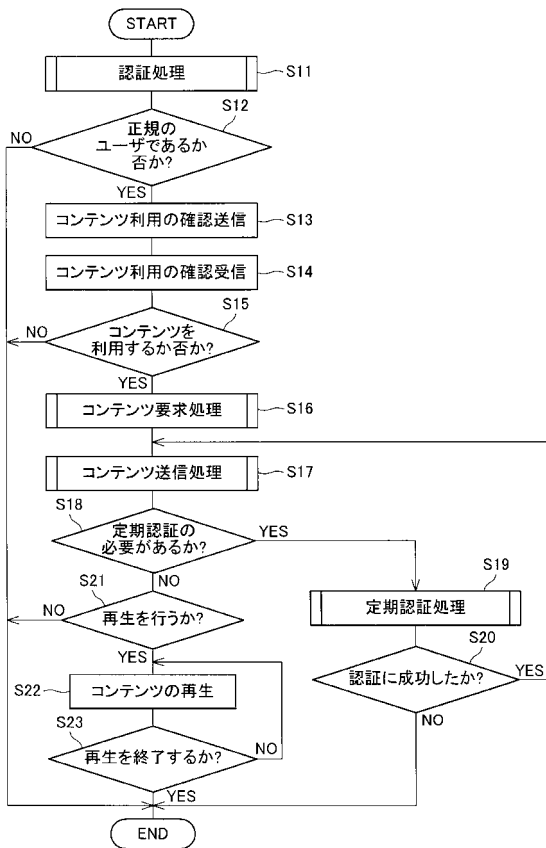 START
認証処理
S11
S12
NO
正規の
ユーザであるか
否か?
YES
コンテンツ利用の確認送信
S13
コンテンツ利用の確認受信
S14
S15
NO
コンテンツを
利用するか否か?
YES
コンテンツ要求処理
S16
コンテンツ送信処理
S17
S18
定期認証の
必要があるか?
YES
NO
S19
定期認証処理
S21
NO
再生を行うか?
YES
S20
認証に成功したか?
YES
NO
S22
コンテンツの再生
S23
再生を終了するか?
NO
YES
END